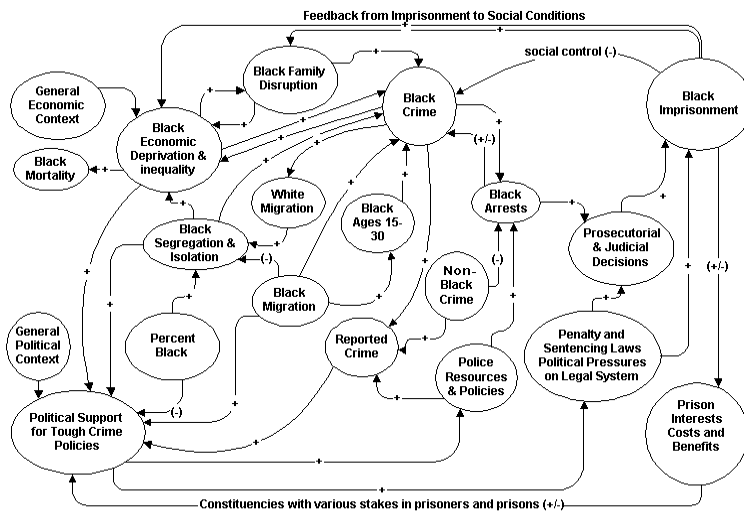 Feedback from Imprisonment to Social Conditions
+
+
+
social control (-)
General
Economic
Context
Black Family
Disruption
Black
Crime
Black
Imprisonment
+
+
+
Black
Economic
Deprivation &
inequality
+
+
+
+
+
(+/-)
Black
Mortality
+
White
Migration
Black
Ages 15-
30
Black
Arrests
+
+
+
Prosecutorial
& Judicial
Decisions
Black
Segregation &
Isolation
+
(-)
+
+
+
(-)
(+/-)
+
+
+
Black
Migration
+
Non-
Black
Crime
+
+
General
Political
Context
Percent
Black
+
Reported
Crime
+
Police
Resources
& Policies
+
Penalty and
Sentencing Laws
Political Pressures
on Legal System
+
Prison
Interests
Costs and
Benefits
(-)
+
+
Political Support
for Tough Crime
Policies
+
+
Constituencies with various stakes in prisoners and prisons (+/-)